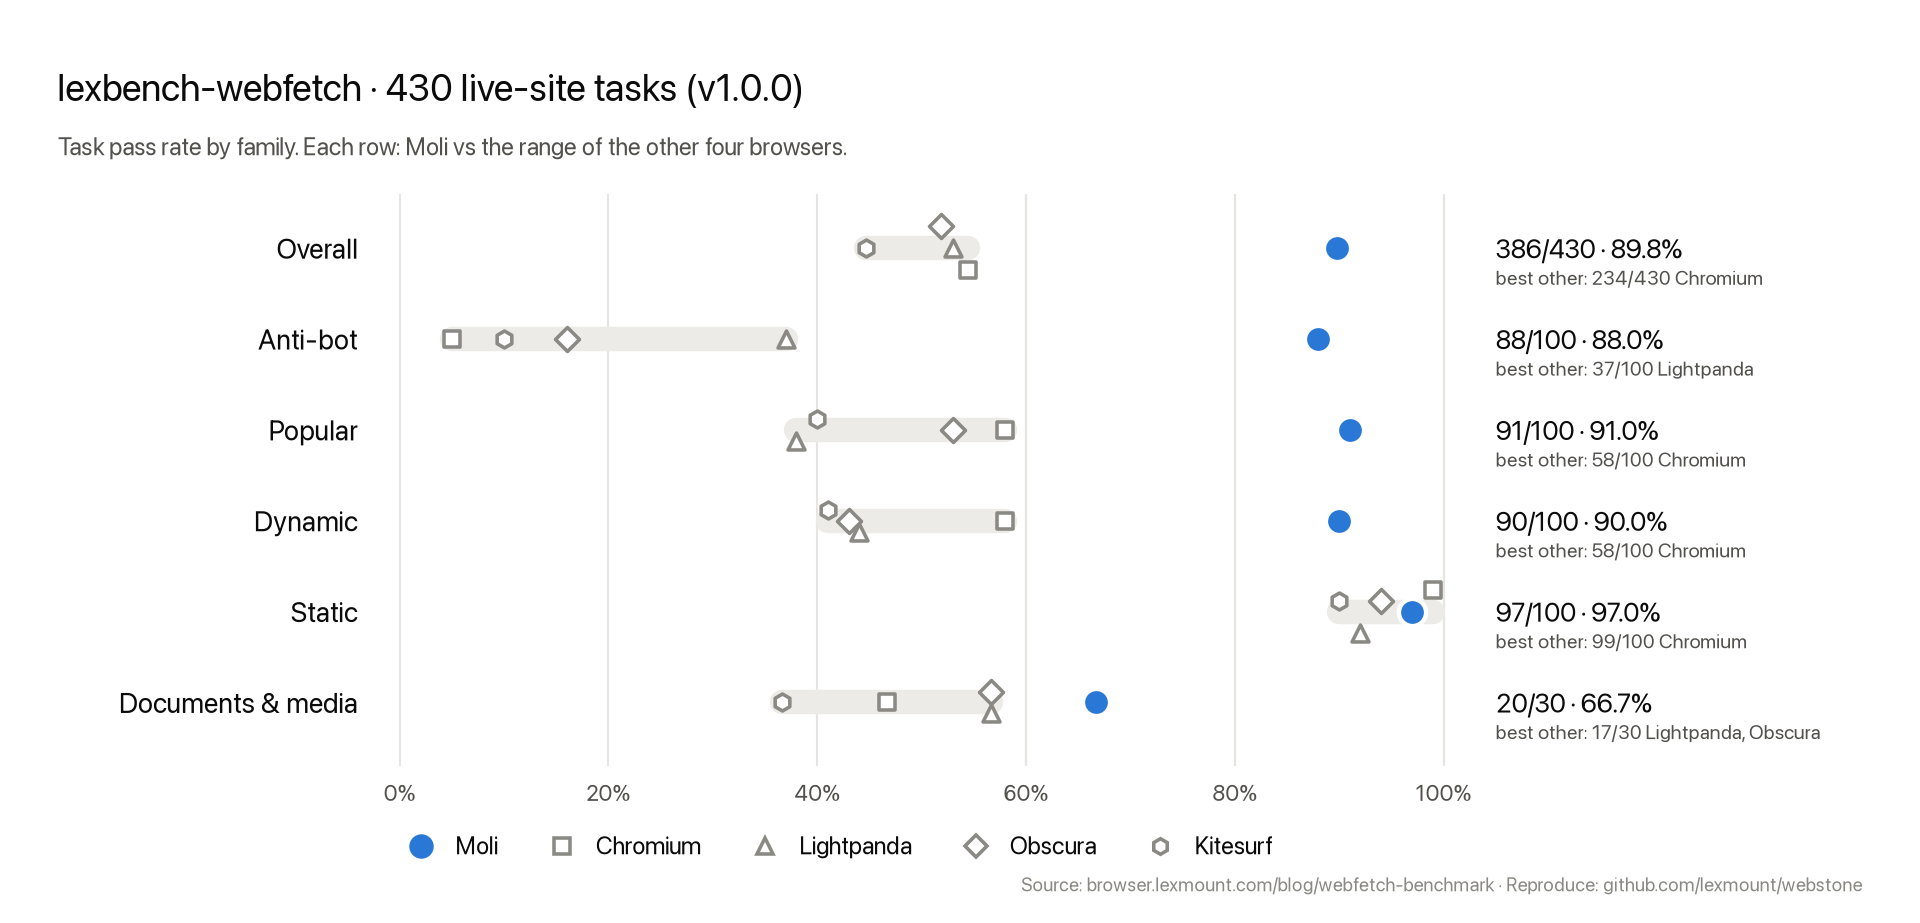 lexbench-webfetch · 430 live-site tasks (v1.0.0)
Task pass rate by family. Each row: Moli vs the range of the other four browsers.
Overall
386/430 · 89.8%
best other: 234/430 Chromium
Anti-bot
88/100 · 88.0%
best other: 37/100 Lightpanda
Popular
91/100 · 91.0%
best other: 58/100 Chromium
Dynamic
90/100 · 90.0%
best other: 58/100 Chromium
Static
97/100 · 97.0%
best other: 99/100 Chromium
Documents & media
20/30 · 66.7%
best other: 17/30 Lightpanda, Obscura
0% 20% 40% 60% 80% 100%
Moli Chromium Lightpanda Obscura Kitesurf
Source: browser.lexmount.com/blog/webfetch-benchmark · Reproduce: github.com/lexmount/webstone